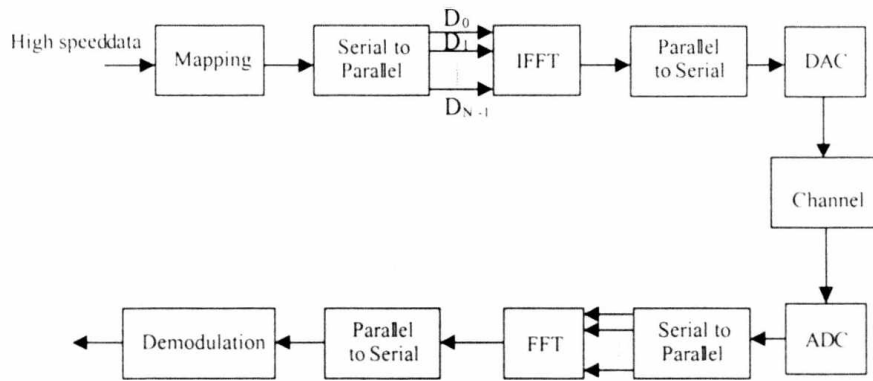 High speeddata
Mapping
Serial to
Parallel
D₀
D₁
D_N-1
IFFT
Parallel
to Serial
DAC
Channel
ADC
Serial to
Parallel
FFT
Parallel
to Serial
Demodulation